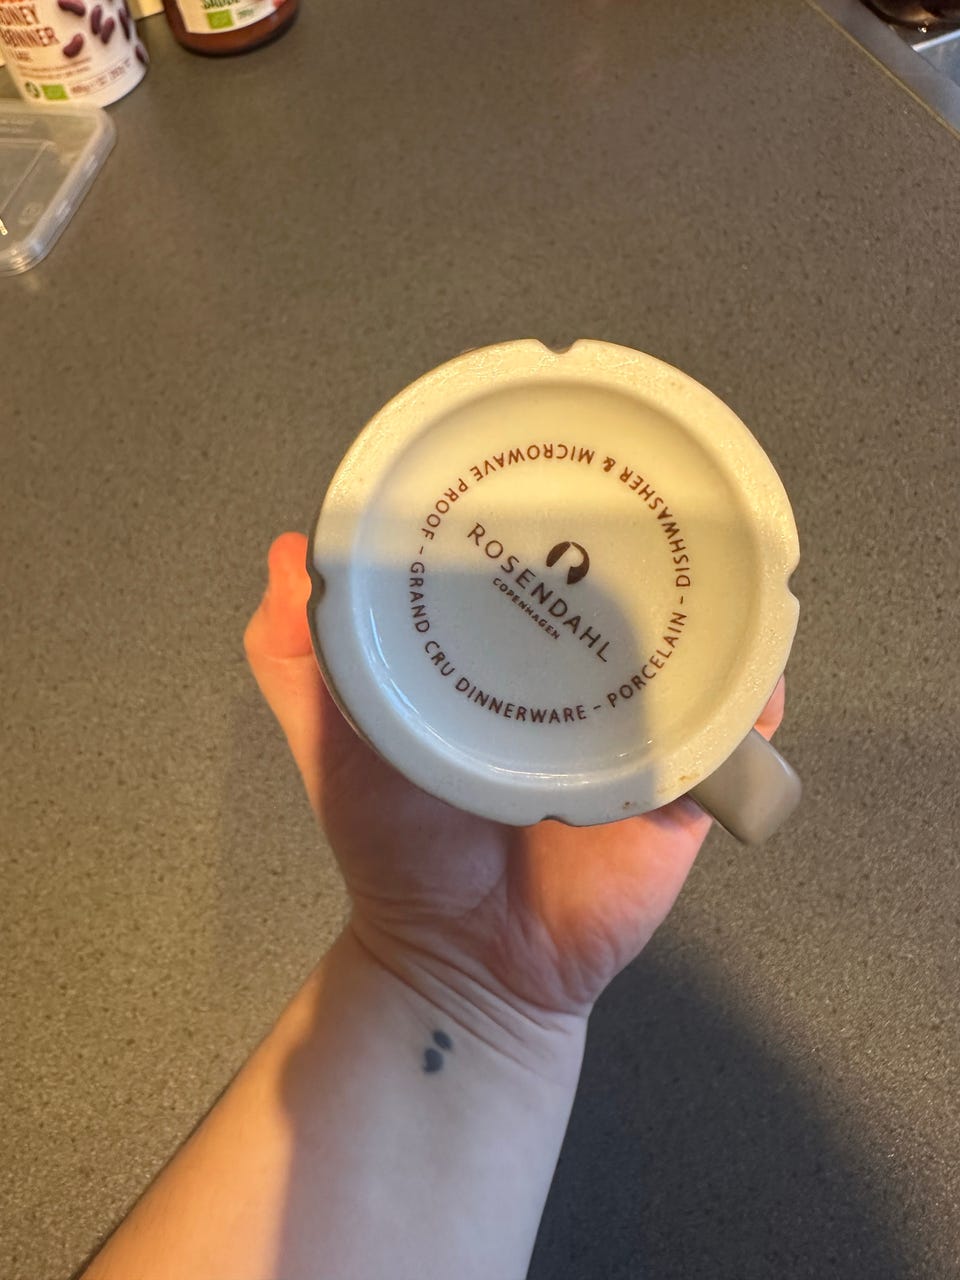 ROSENDAHL
COPENHAGEN
GRAND CRU DINNERWARE – PORCELAIN – DISHWASHER & MICROWAVE PROOF –